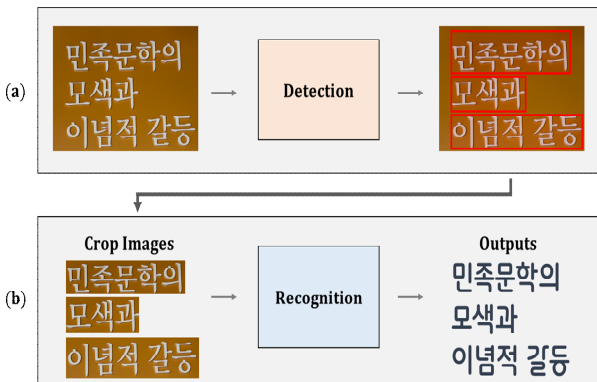 (a)
민족문학의
모색과
이념적 갈등
Detection
민족문학의
모색과
이념적 갈등
(b)
Crop Images
민족문학의
모색과
이념적 갈등
Recognition
Outputs
민족문학의
모색과
이념적 갈등